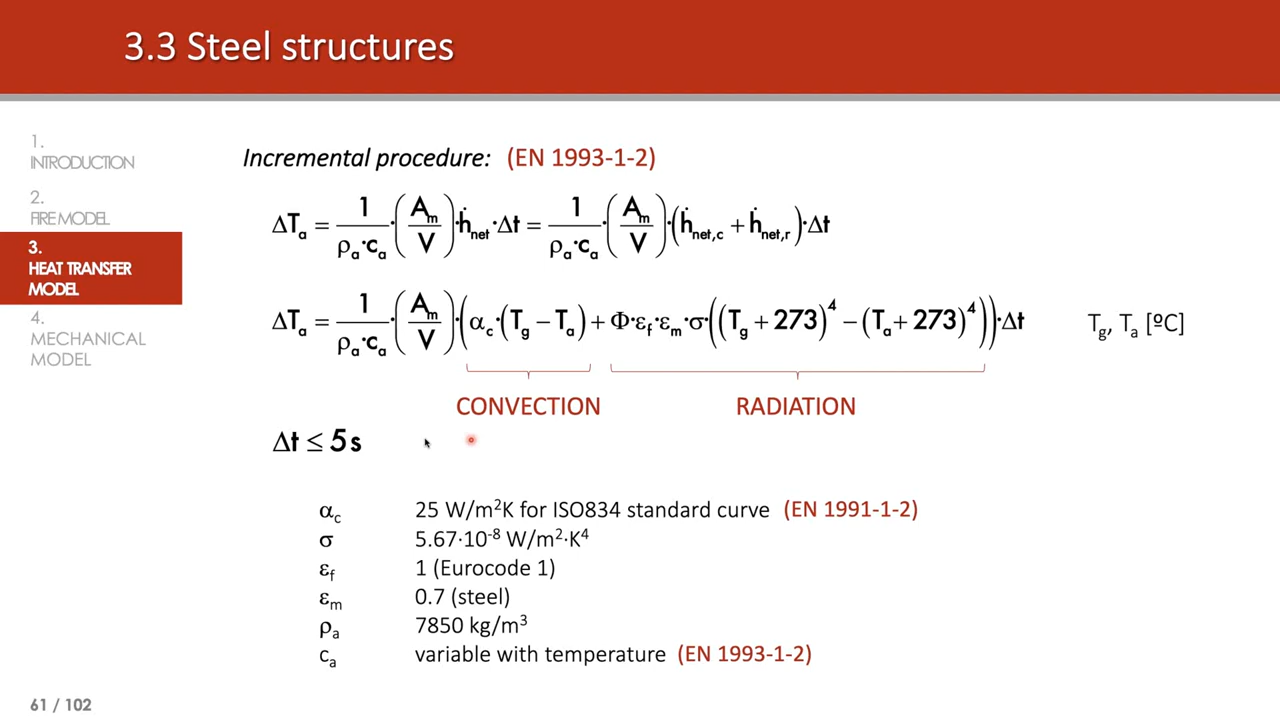 3.3 Steel structures
1.
INTRODUCTION
2.
FIRE MODEL
3.
HEAT TRANSFER
MODEL
4.
MECHANICAL
MODEL
Incremental procedure: (EN 1993-1-2)
ΔTa = 1/(ρa·ca)·(Am/V)·ḣnet·Δt = 1/(ρa·ca)·(Am/V)·(ḣnet,c + ḣnet,r)·Δt
ΔTa = 1/(ρa·ca)·(Am/V)·(αc·(Tg − Ta) + Φ·εf·εm·σ·((Tg + 273)⁴ − (Ta + 273)⁴))·Δt Tg, Ta [ºC]
CONVECTION RADIATION
Δt ≤ 5 s
αc 25 W/m²K for ISO834 standard curve (EN 1991-1-2)
σ 5.67·10⁻⁸ W/m²·K⁴
εf 1 (Eurocode 1)
εm 0.7 (steel)
ρa 7850 kg/m³
ca variable with temperature (EN 1993-1-2)
61 / 102